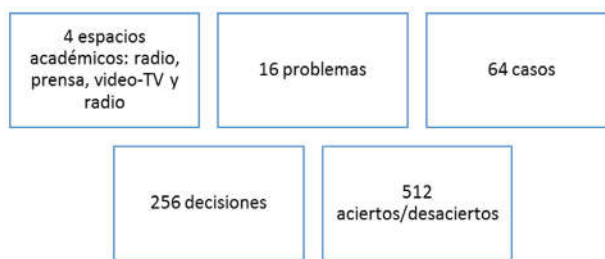 4 espacios
académicos: radio,
prensa, video-TV y
radio
16 problemas
64 casos
256 decisiones
512
aciertos/desaciertos